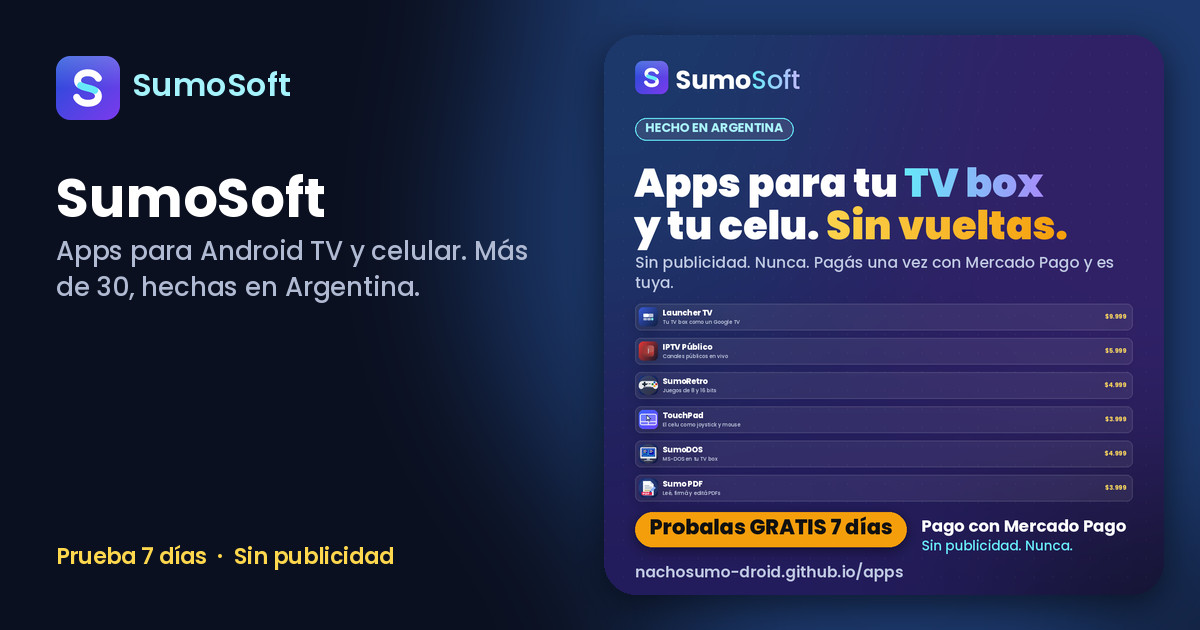 SumoSoft
SumoSoft
Apps para Android TV y celular. Más
de 30, hechas en Argentina.
Prueba 7 días · Sin publicidad
SumoSoft
HECHO EN ARGENTINA
Apps para tu TV box
y tu celu. Sin vueltas.
Sin publicidad. Nunca. Pagás una vez con Mercado Pago y es
tuya.
Launcher TV
Tu TV box como un Google TV
$9.999
IPTV Público
Canales públicos en vivo
$5.999
SumoRetro
Juegos de 8 y 16 bits
$4.999
TouchPad
El celu como joystick y mouse
$3.999
SumoDOS
MS-DOS en tu TV box
$4.999
Sumo PDF
Leé, firmá y editá PDFs
$3.999
Probalas GRATIS 7 días
Pago con Mercado Pago
Sin publicidad. Nunca.
nachosumo-droid.github.io/apps